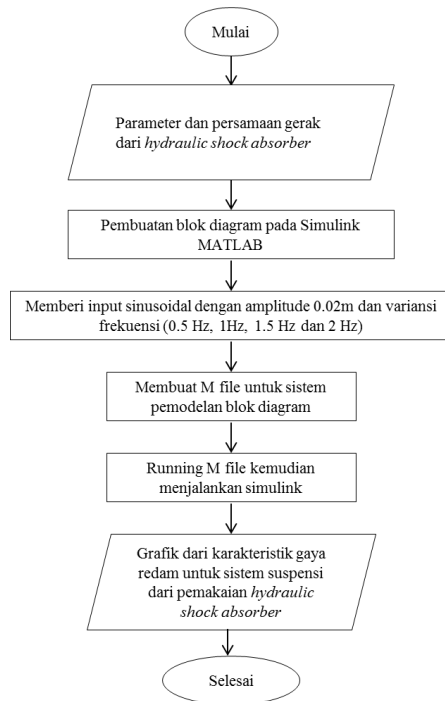 Mulai
Parameter dan persamaan gerak
dari hydraulic shock absorber
Pembuatan blok diagram pada Simulink
MATLAB
Memberi input sinusoidal dengan amplitude 0.02m dan variansi
frekuensi (0.5 Hz, 1Hz, 1.5 Hz dan 2 Hz)
Membuat M file untuk sistem
pemodelan blok diagram
Running M file kemudian
menjalankan simulink
Grafik dari karakteristik gaya
redam untuk sistem suspensi
dari pemakaian hydraulic
shock absorber
Selesai